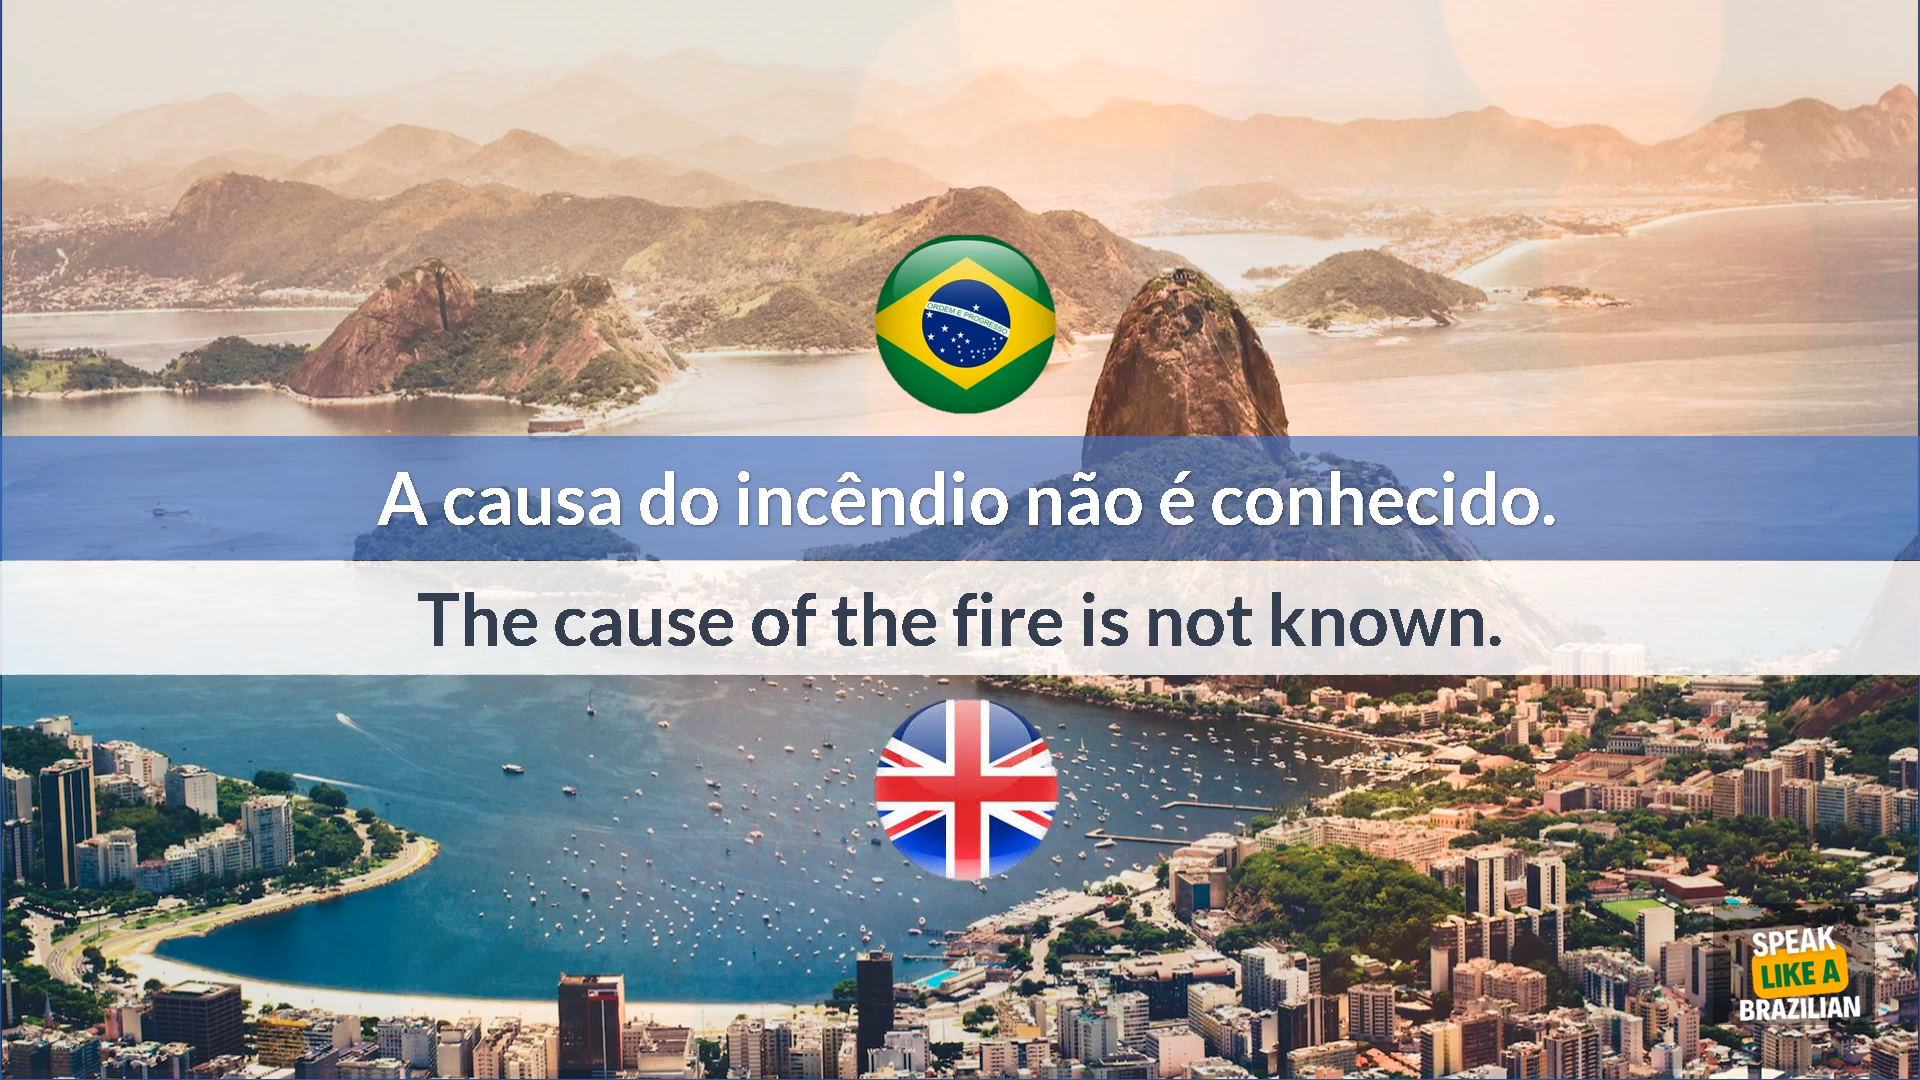 ORDEM E PROGRESSO
A causa do incêndio não é conhecido.
The cause of the fire is not known.
SPEAK
LIKE A
BRAZILIAN